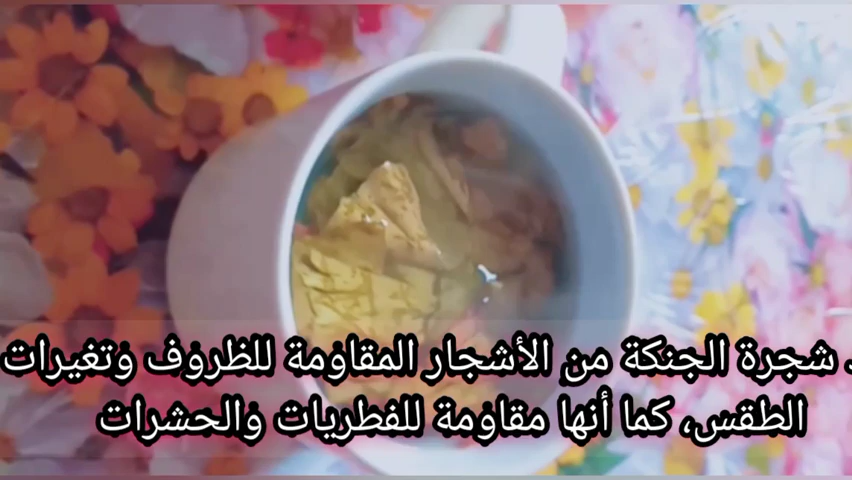 شجرة الجنكة من الأشجار المقاومة للظروف وتغيرات
الطقس، كما أنها مقاومة للفطريات والحشرات